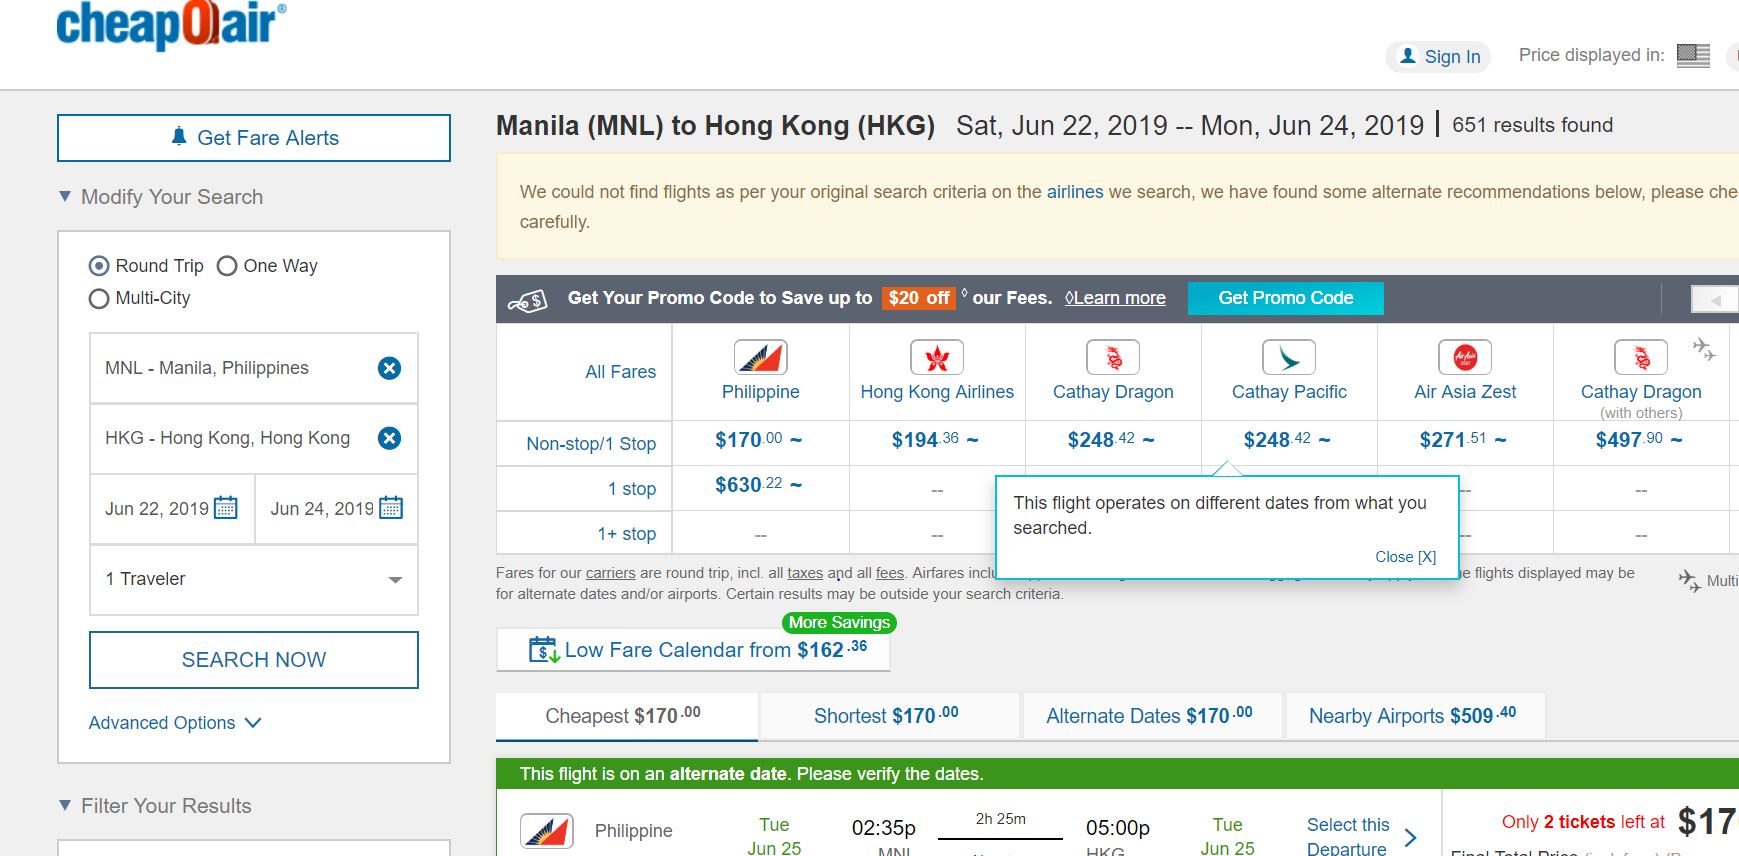 cheapOair®
Sign In
Price displayed in:
Get Fare Alerts
Modify Your Search
Round Trip
One Way
Multi-City
MNL - Manila, Philippines
HKG - Hong Kong, Hong Kong
Jun 22, 2019
Jun 24, 2019
1 Traveler
SEARCH NOW
Advanced Options
Filter Your Results
Manila (MNL) to Hong Kong (HKG) Sat, Jun 22, 2019 -- Mon, Jun 24, 2019 | 651 results found
We could not find flights as per your original search criteria on the airlines we search, we have found some alternate recommendations below, please
carefully.
Get Your Promo Code to Save up to $20 off ◊ our Fees. ◊Learn more
Get Promo Code
All Fares
Philippine
Hong Kong Airlines
Cathay Dragon
Cathay Pacific
Air Asia Zest
Cathay Dragon
(with others)
Non-stop/1 Stop $170.00 ~ $194.36 ~ $248.42 ~ $248.42 ~ $271.51 ~ $497.90 ~
1 stop $630.22 ~ -- -- --
1+ stop -- -- -- --
This flight operates on different dates from what you
searched.
Close [X]
Fares for our carriers are round trip, incl. all taxes and all fees. Airfares flights displayed may be
for alternate dates and/or airports. Certain results may be outside your search criteria.
Multi
More Savings
Low Fare Calendar from $162.36
Cheapest $170.00
Shortest $170.00
Alternate Dates $170.00
Nearby Airports $509.40
This flight is on an alternate date. Please verify the dates.
Philippine
Tue
Jun 25
02:35p
MNL
2h 25m
05:00p
HKG
Tue
Jun 25
Select this
Departure
Only 2 tickets left at $17